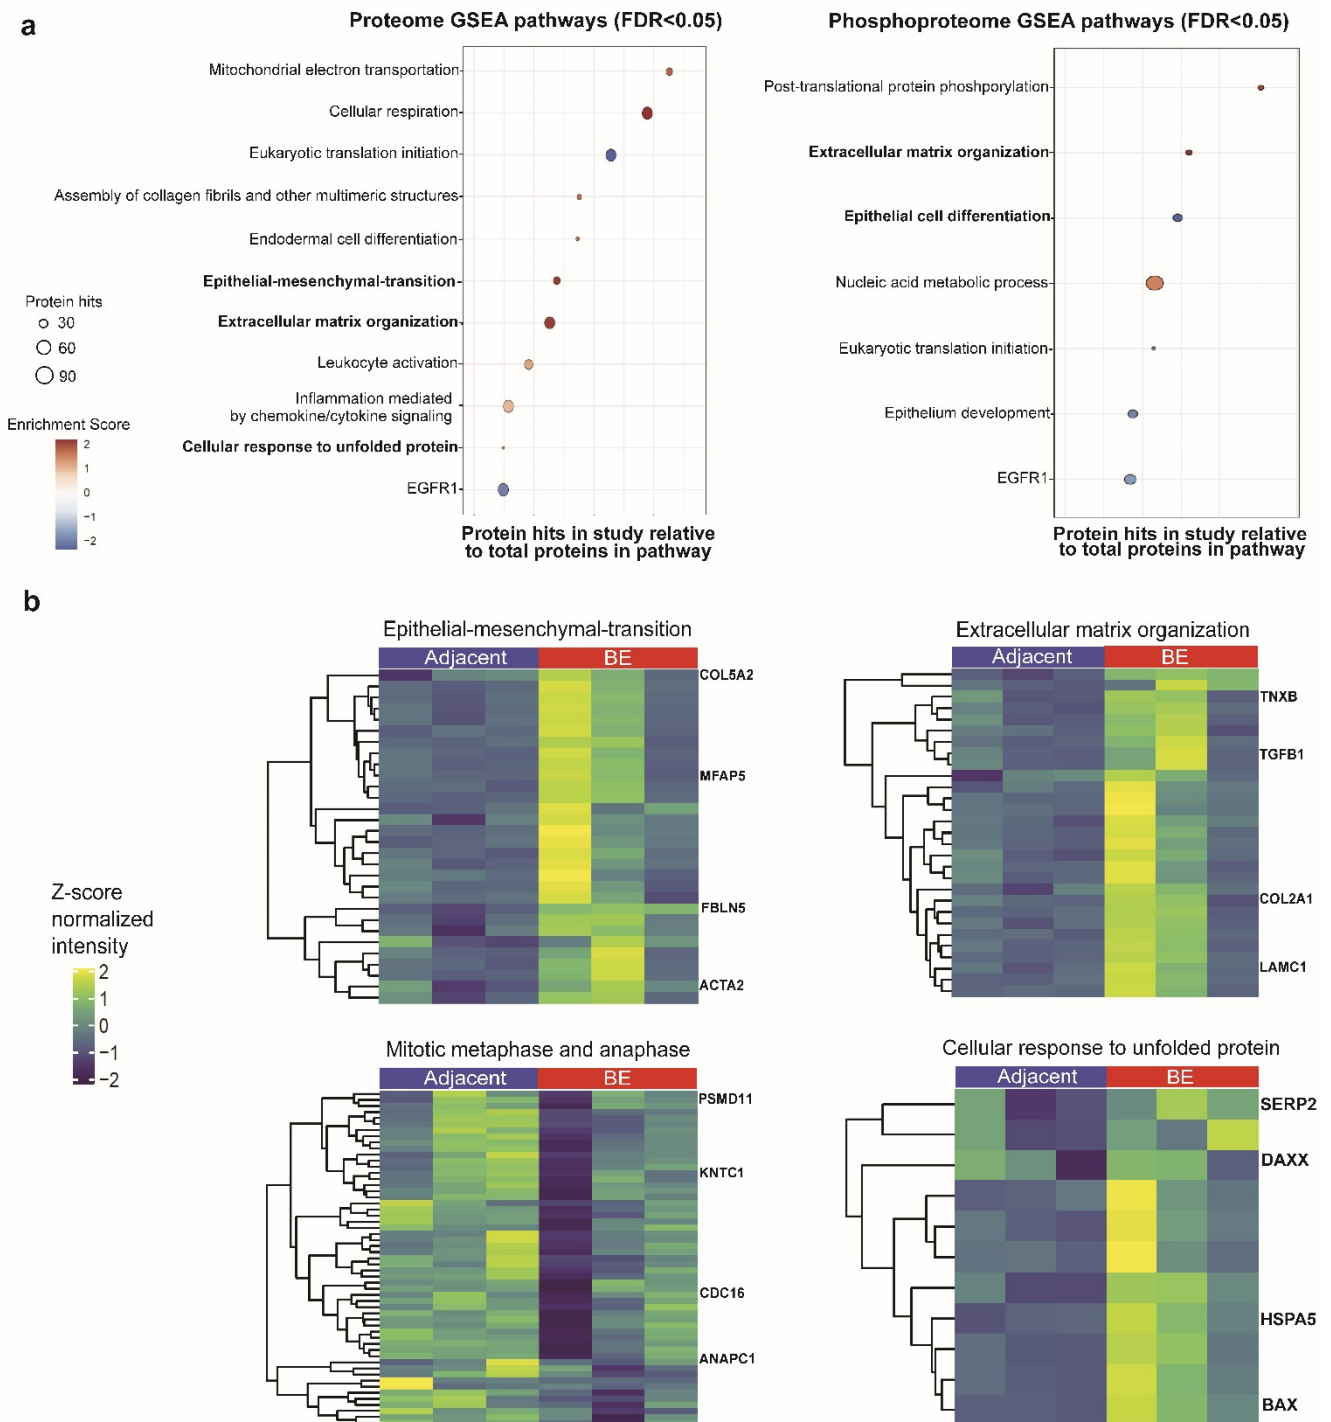 a
Proteome GSEA pathways (FDR<0.05)
Phosphoproteome GSEA pathways (FDR<0.05)
Mitochondrial electron transportation
Cellular respiration
Eukaryotic translation initiation
Assembly of collagen fibrils and other multimeric structures
Endodermal cell differentiation
Epithelial-mesenchymal-transition
Extracellular matrix organization
Leukocyte activation
Inflammation mediated
by chemokine/cytokine signaling
Cellular response to unfolded protein
EGFR1
Protein hits in study relative
to total proteins in pathway
Post-translational protein phoshporylation
Extracellular matrix organization
Epithelial cell differentiation
Nucleic acid metabolic process
Eukaryotic translation initiation
Epithelium development
EGFR1
Protein hits in study relative
to total proteins in pathway
Protein hits
30
60
90
Enrichment Score
2
1
0
−1
−2
b
Epithelial-mesenchymal-transition
Adjacent BE
COL5A2
MFAP5
FBLN5
ACTA2
Extracellular matrix organization
Adjacent BE
TNXB
TGFB1
COL2A1
LAMC1
Z-score
normalized
intensity
2
1
0
−1
−2
Mitotic metaphase and anaphase
Adjacent BE
PSMD11
KNTC1
CDC16
ANAPC1
Cellular response to unfolded protein
Adjacent BE
SERP2
DAXX
HSPA5
BAX